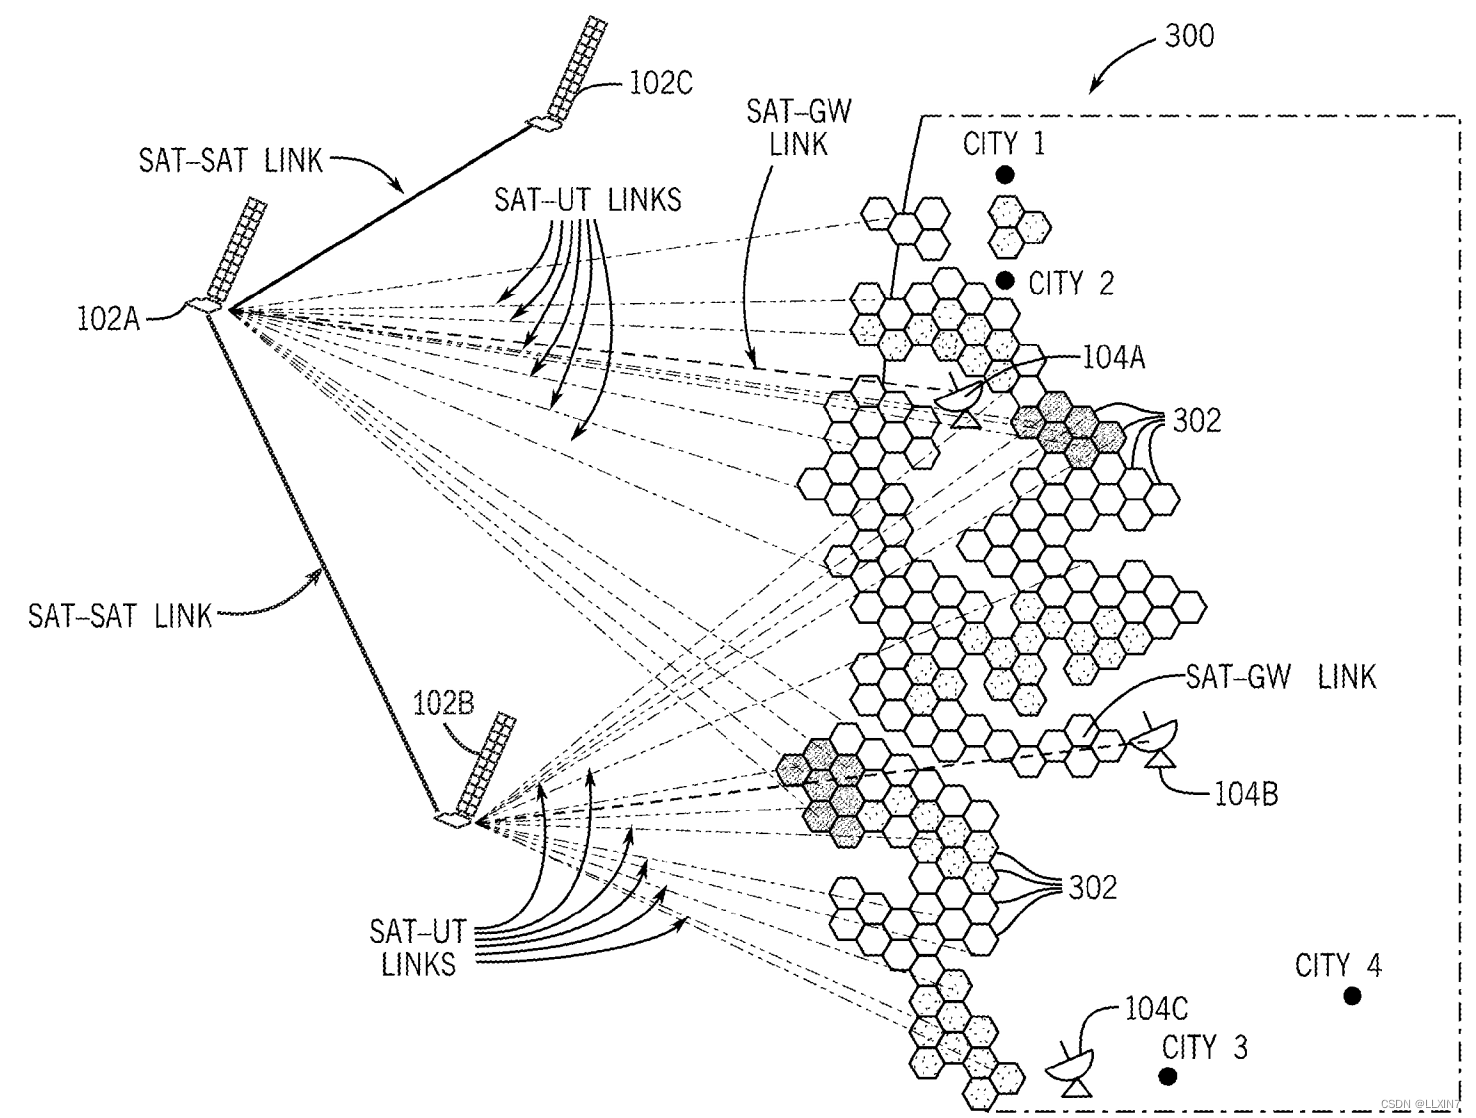 300
102C
SAT–GW
LINK
CITY 1
SAT–SAT LINK
SAT–UT LINKS
CITY 2
102A
104A
302
SAT–SAT LINK
SAT–GW LINK
102B
104B
302
SAT–UT
LINKS
CITY 4
104C
CITY 3
CSDN @LLXIN7